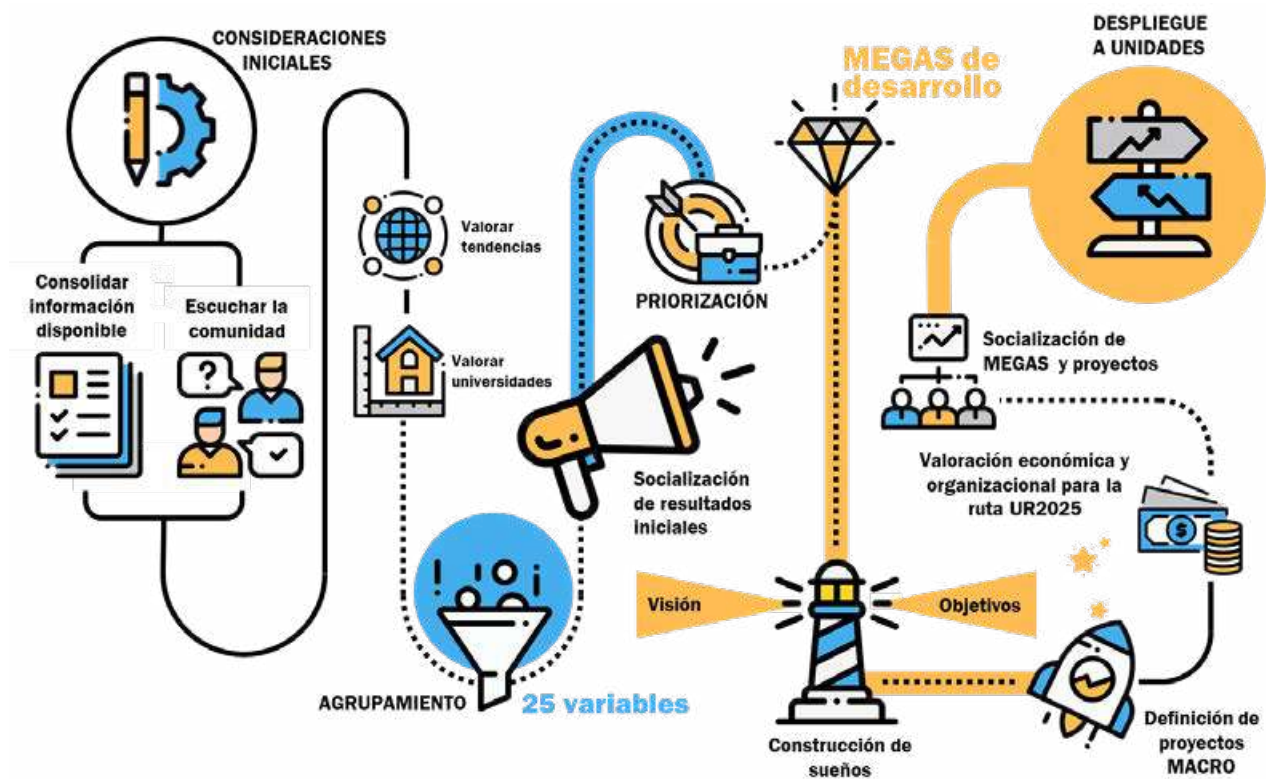 CONSIDERACIONES
INICIALES
Consolidar
información
disponible
Escuchar la
comunidad
?
Valorar
tendencias
Valorar
universidades
AGRUPAMIENTO
25 variables
Socialización
de resultados
iniciales
PRIORIZACIÓN
MEGAS de
desarrollo
Visión
Objetivos
Construcción de
sueños
Definición de
proyectos
MACRO
Valoración económica y
organizacional para la
ruta UR2025
$
Socialización de
MEGAS y proyectos
DESPLIEGUE
A UNIDADES